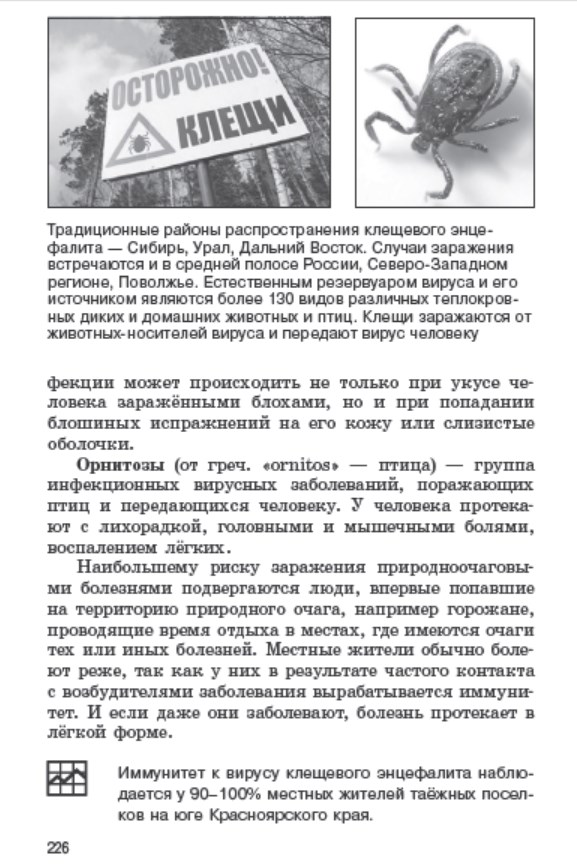 ОСТОРОЖНО!
КЛЕЩИ
Традиционные районы распространения клещевого энце-
фалита — Сибирь, Урал, Дальний Восток. Случаи заражения
встречаются и в средней полосе России, Северо-Западном
регионе, Поволжье. Естественным резервуаром вируса и его
источником являются более 130 видов различных теплокров-
ных диких и домашних животных и птиц. Клещи заражаются от
животных-носителей вируса и передают вирус человеку
фекции может происходить не только при укусе че-
ловека заражёнными блохами, но и при попадании
блошиных испражнений на его кожу или слизистые
оболочки.
Орнитозы (от греч. «ornitos» — птица) — группа
инфекционных вирусных заболеваний, поражающих
птиц и передающихся человеку. У человека протека-
ют с лихорадкой, головными и мышечными болями,
воспалением лёгких.
Наибольшему риску заражения природноочаговы-
ми болезнями подвергаются люди, впервые попавшие
на территорию природного очага, например горожане,
проводящие время отдыха в местах, где имеются очаги
тех или иных болезней. Местные жители обычно боле-
ют реже, так как у них в результате частого контакта
с возбудителями заболевания вырабатывается иммуни-
тет. И если даже они заболевают, болезнь протекает в
лёгкой форме.
Иммунитет к вирусу клещевого энцефалита наблю-
дается у 90–100% местных жителей таёжных посел-
ков на юге Красноярского края.
226